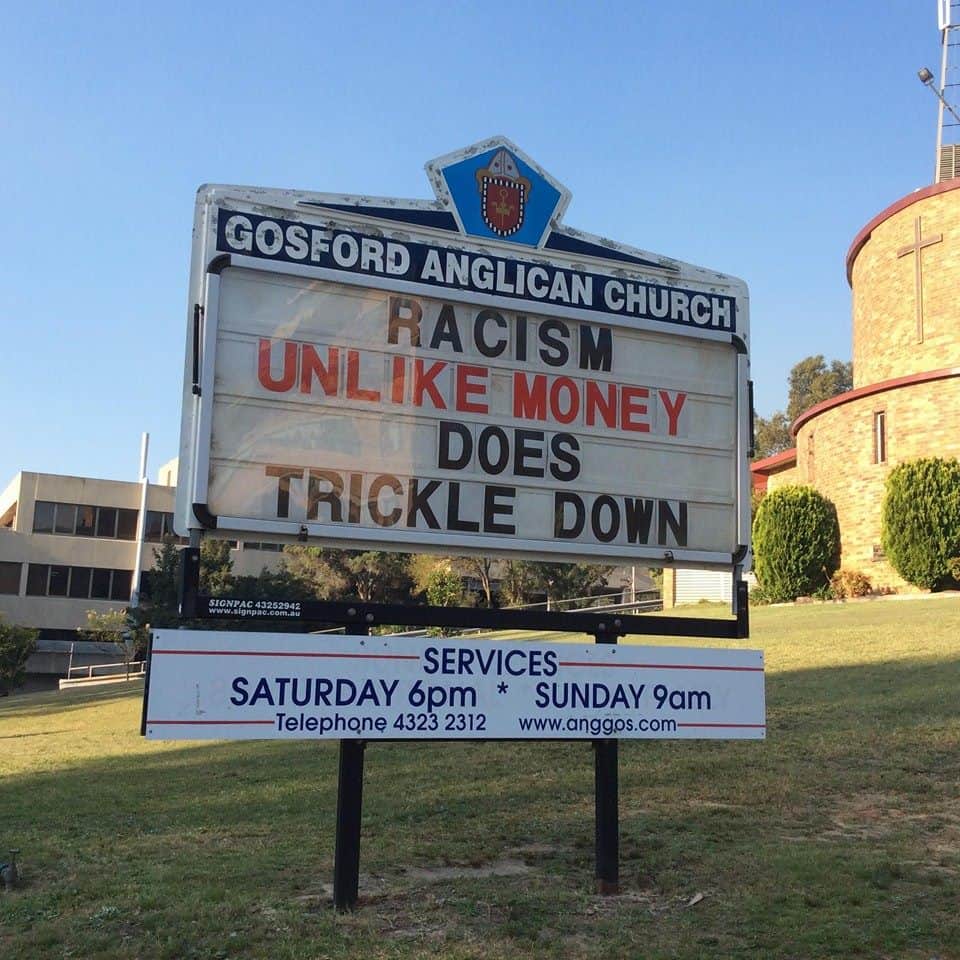 GOSFORD ANGLICAN CHURCH
RACISM
UNLIKE MONEY
DOES
TRICKLE DOWN
SIGNPAC 43252942
www.signpac.com.au
SERVICES
SATURDAY 6pm * SUNDAY 9am
Telephone 4323 2312 www.anggos.com